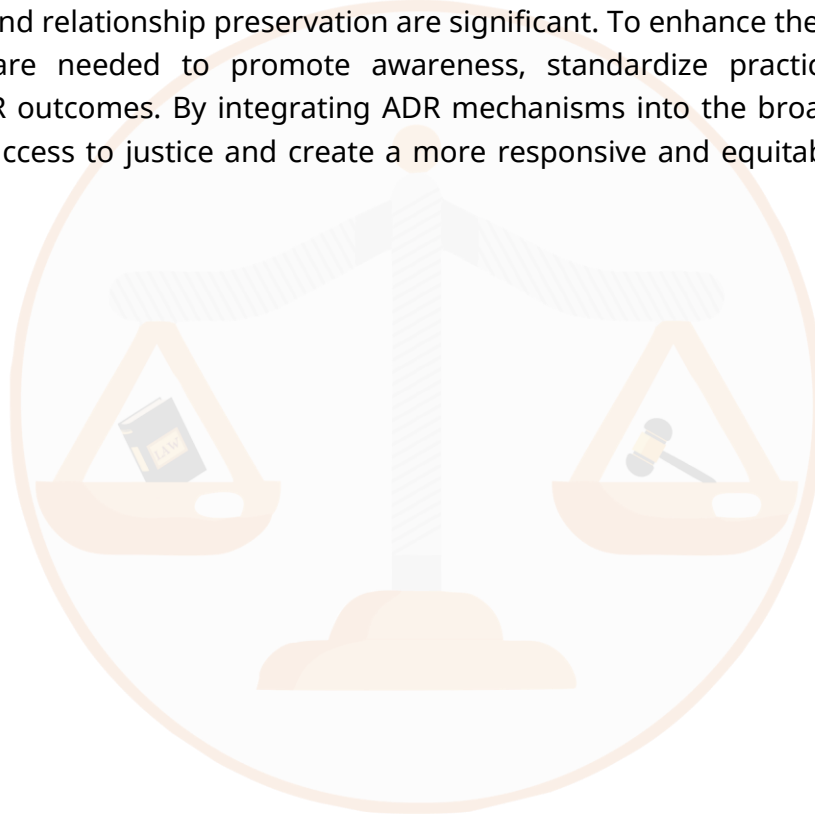 nd relationship preservation are significant. To enhance the
are needed to promote awareness, standardize practic
R outcomes. By integrating ADR mechanisms into the broa
ccess to justice and create a more responsive and equitab
LAW